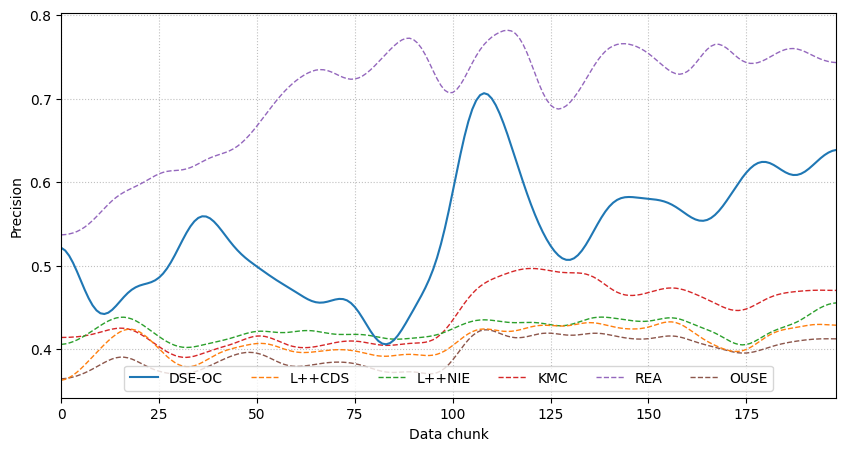 0.8
0.7
0.6
0.5
0.4
Precision
DSE-OC L++CDS L++NIE KMC REA OUSE
0 25 50 75 100 125 150 175
Data chunk